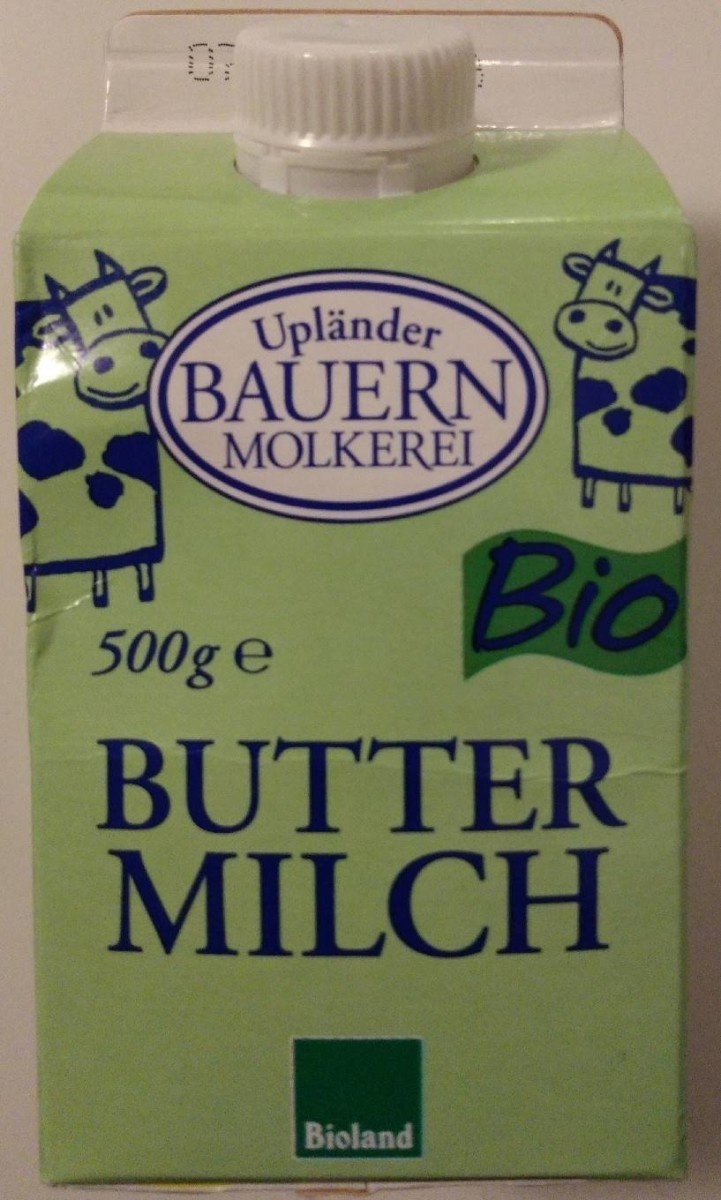 Upländer
BAUERN
MOLKEREI
Bio
500g ℮
BUTTER
MILCH
Bioland